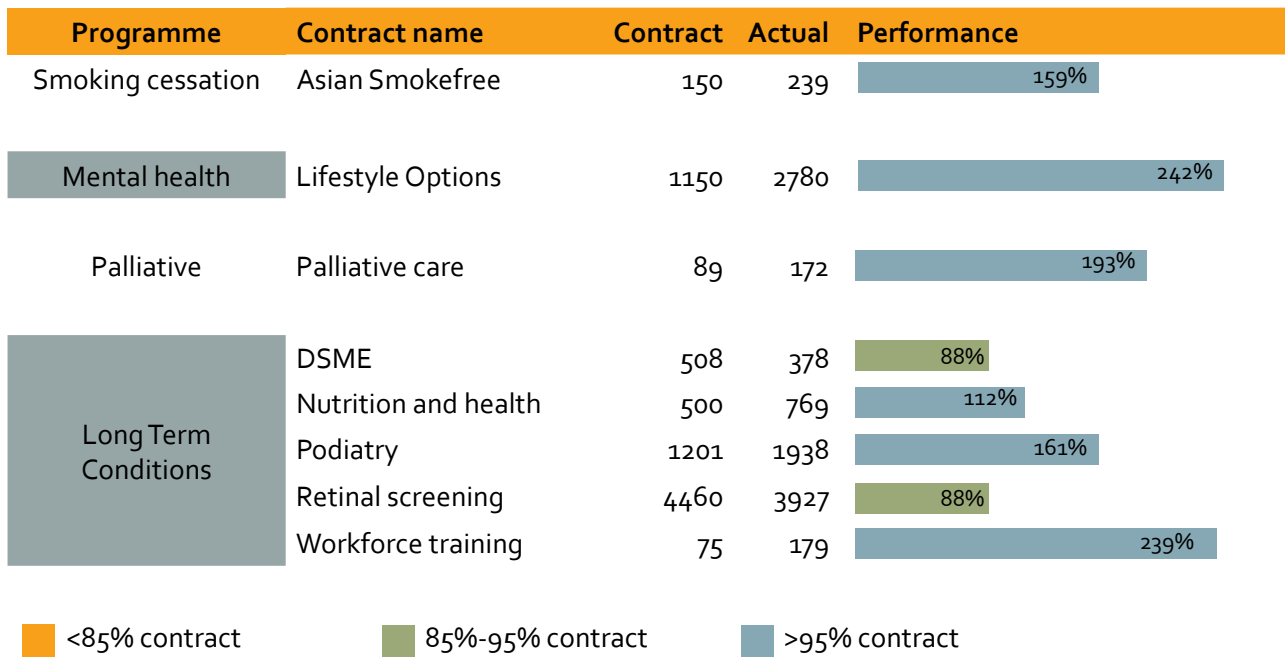 Programme Contract name Contract Actual Performance
Smoking cessation Asian Smokefree 150 239 159%
Mental health Lifestyle Options 1150 2780 242%
Palliative Palliative care 89 172 193%
Long Term
Conditions
DSME 508 378 88%
Nutrition and health 500 769 112%
Podiatry 1201 1938 161%
Retinal screening 4460 3927 88%
Workforce training 75 179 239%
<85% contract 85%-95% contract >95% contract